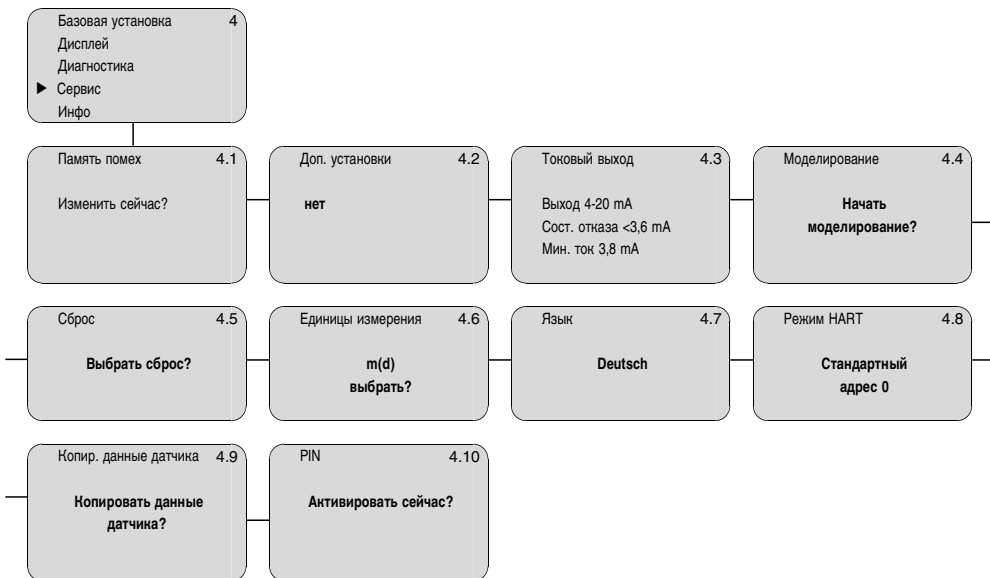 Базовая установка 4
Дисплей
Диагностика
▶ Сервис
Инфо
Память помех 4.1
Изменить сейчас?
Доп. установки 4.2
нет
Токовый выход 4.3
Выход 4-20 mA
Сост. отказа <3,6 mA
Мин. ток 3,8 mA
Моделирование 4.4
Начать
моделирование?
Сброс 4.5
Выбрать сброс?
Единицы измерения 4.6
m(d)
выбрать?
Язык 4.7
Deutsch
Режим HART 4.8
Стандартный
адрес 0
Копир. данные датчика 4.9
Копировать данные
датчика?
PIN 4.10
Активировать сейчас?